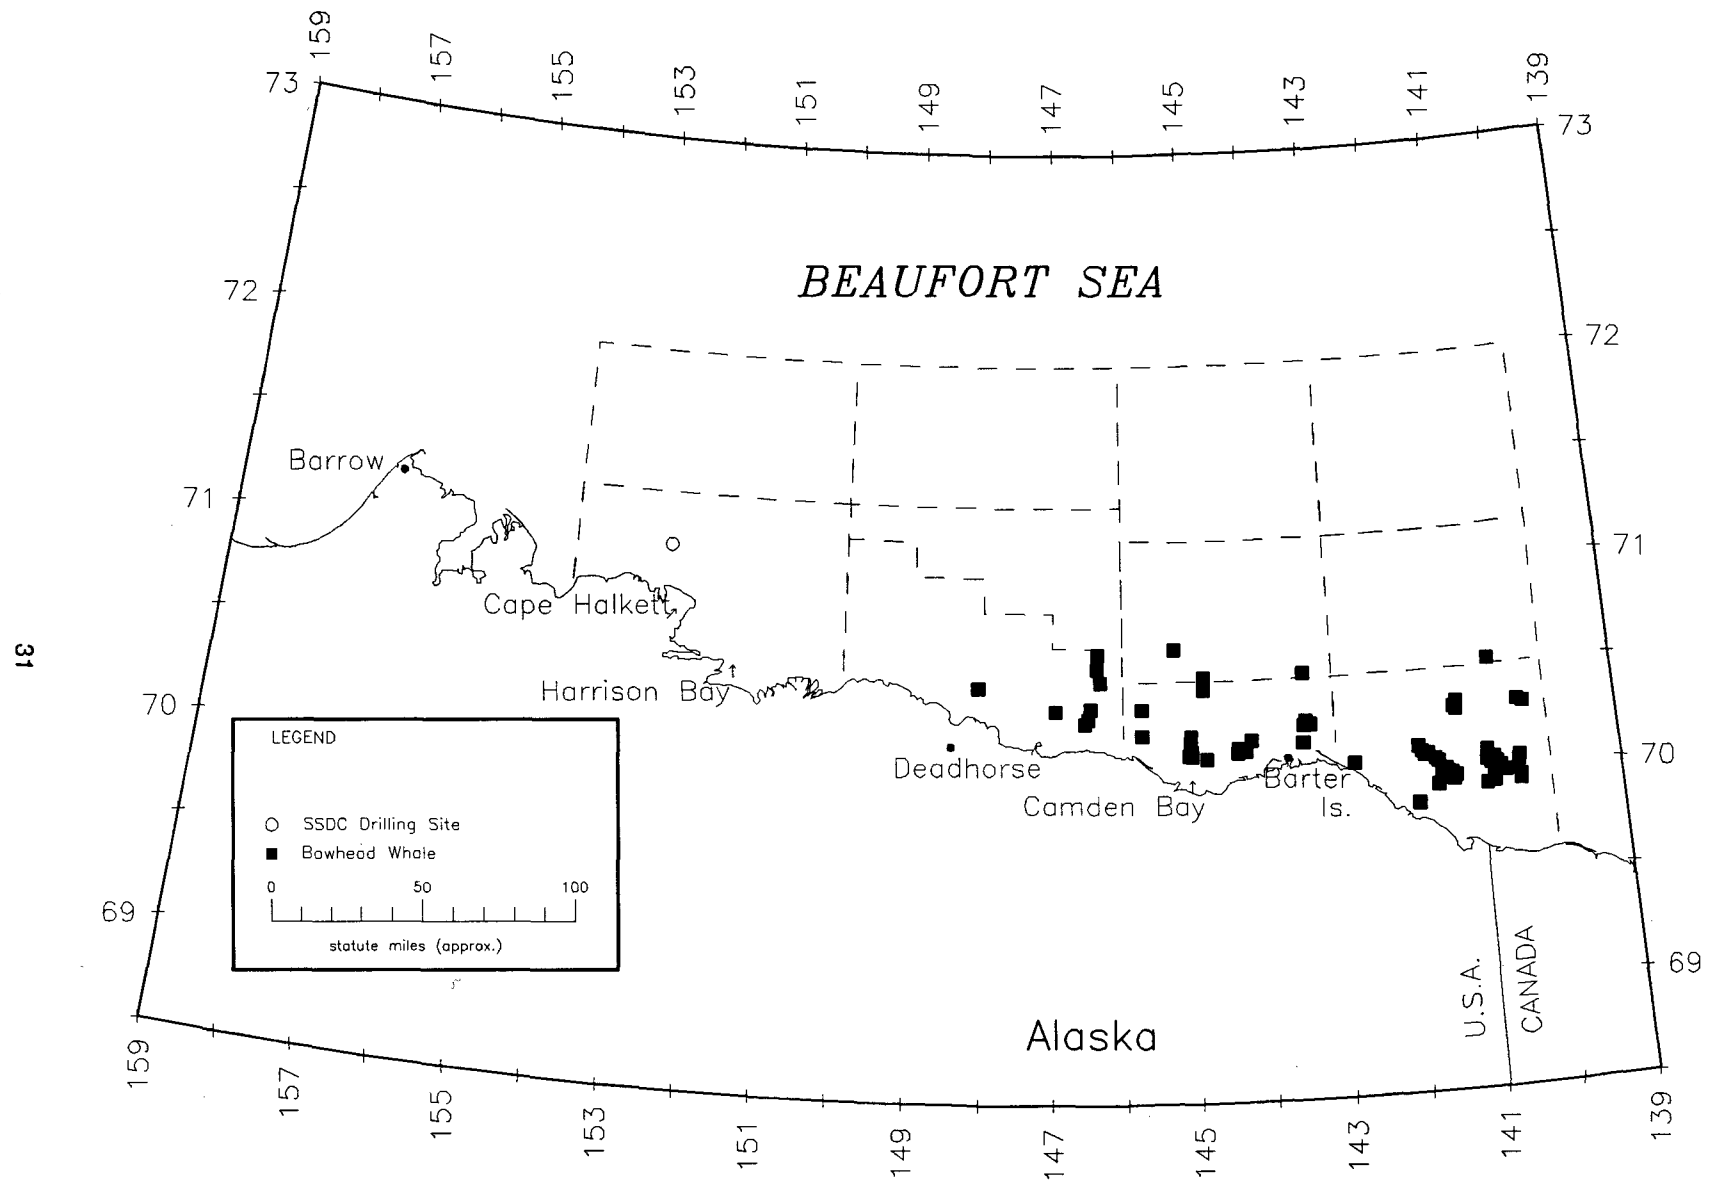 159
157
155
153
151
149
147
145
143
141
139
73
73
BEAUFORT SEA
72
72
Barrow
71
71
Cape Halkett
31
Harrison Bay
70
70
LEGEND
Deadhorse
Barter
Is.
Camden Bay
SSDC Drilling Site
Bowhead Whale
0 50 100
69
statute miles (approx.)
69
U.S.A.
CANADA
Alaska
159
157
155
153
151
149
147
145
143
141
139